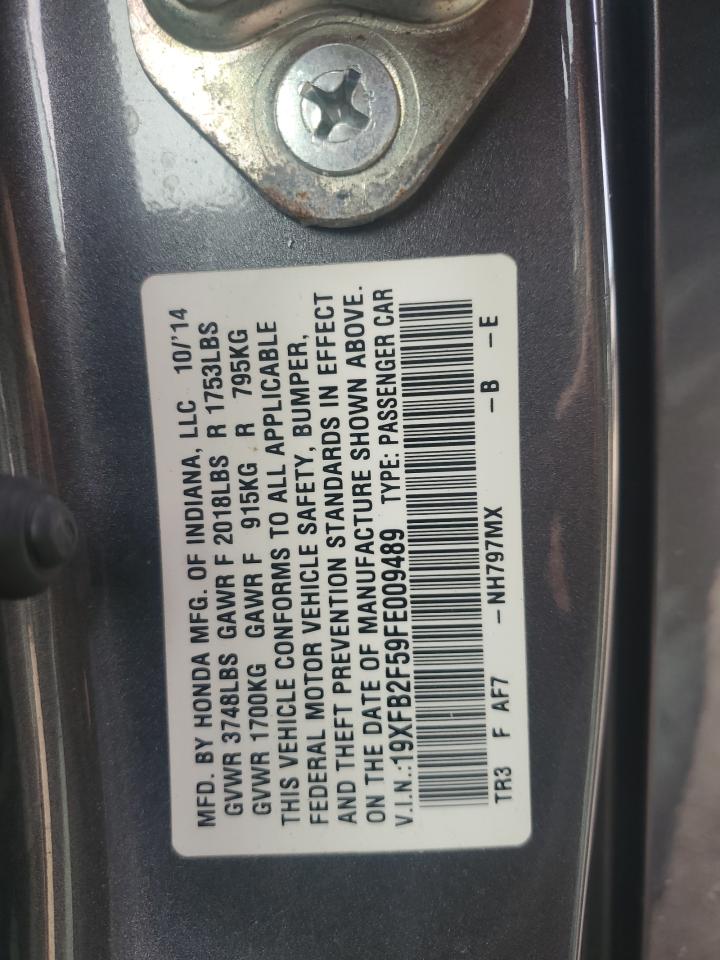 MFD. BY HONDA MFG. OF INDIANA, LLC 10/'14
GVWR 3748LBS GAWR F 2018LBS R 1753LBS
GVWR 1700KG GAWR F 915KG R 795KG
THIS VEHICLE CONFORMS TO ALL APPLICABLE
FEDERAL MOTOR VEHICLE SAFETY, BUMPER,
AND THEFT PREVENTION STANDARDS IN EFFECT
ON THE DATE OF MANUFACTURE SHOWN ABOVE.
V.I.N.:19XFB2F59FE009489 TYPE: PASSENGER CAR
TR3 F AF7 -NH797MX -B -E